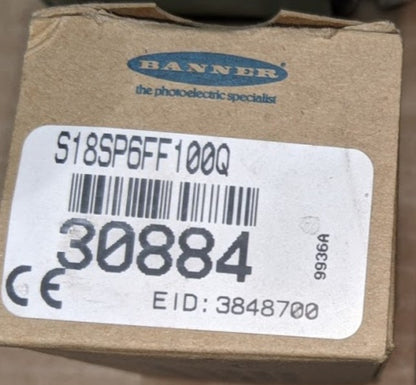 BANNER
the photoelectric specialist
S18SP6FF100Q
30884
9936A
CE
EID: 3848700